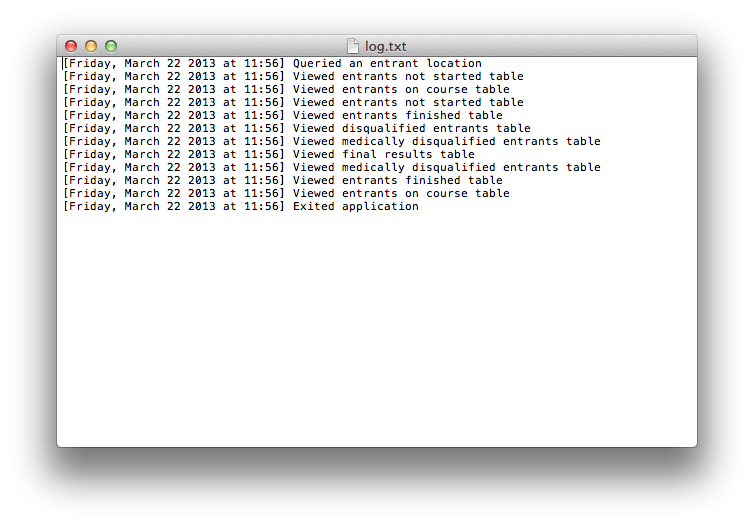 log.txt
[Friday, March 22 2013 at 11:56] Queried an entrant location
[Friday, March 22 2013 at 11:56] Viewed entrants not started table
[Friday, March 22 2013 at 11:56] Viewed entrants on course table
[Friday, March 22 2013 at 11:56] Viewed entrants not started table
[Friday, March 22 2013 at 11:56] Viewed entrants finished table
[Friday, March 22 2013 at 11:56] Viewed disqualified entrants table
[Friday, March 22 2013 at 11:56] Viewed medically disqualified entrants table
[Friday, March 22 2013 at 11:56] Viewed final results table
[Friday, March 22 2013 at 11:56] Viewed medically disqualified entrants table
[Friday, March 22 2013 at 11:56] Viewed entrants finished table
[Friday, March 22 2013 at 11:56] Viewed entrants on course table
[Friday, March 22 2013 at 11:56] Exited application